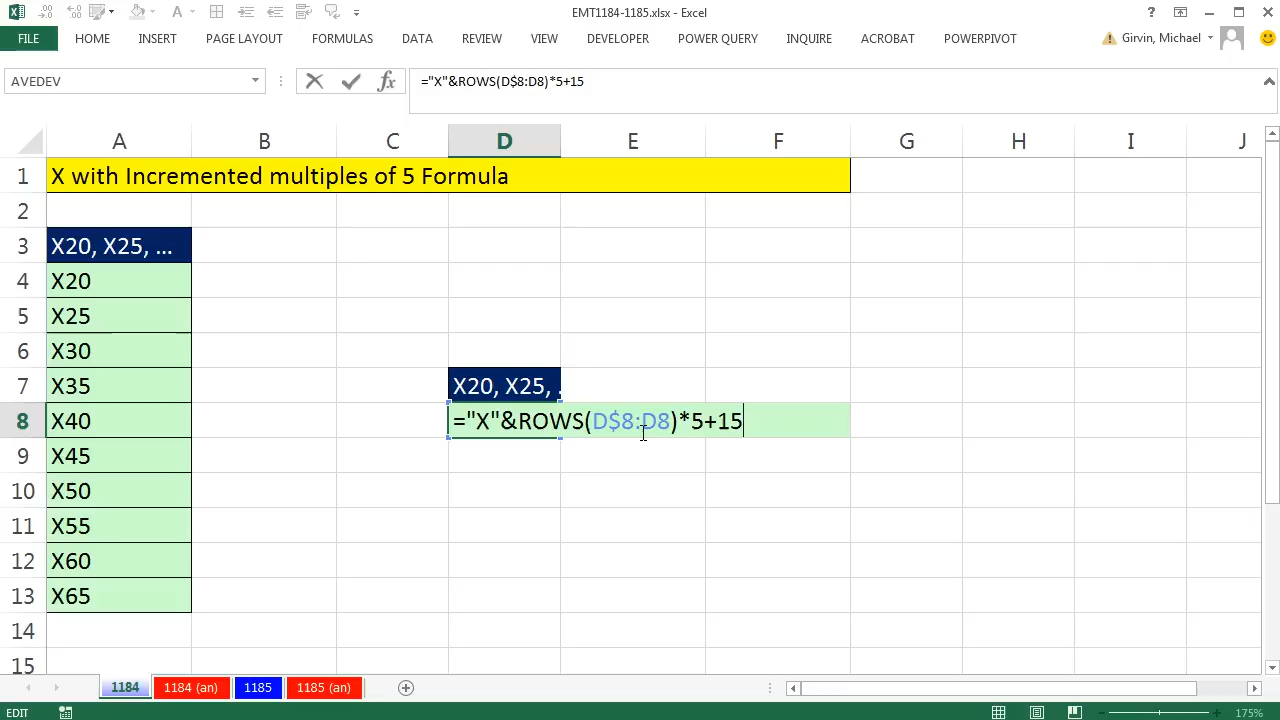 EMT1184-1185.xlsx - Excel
FILE HOME INSERT PAGE LAYOUT FORMULAS DATA REVIEW VIEW DEVELOPER POWER QUERY INQUIRE ACROBAT POWERPIVOT Girvin, Michael
AVEDEV fx ="X"&ROWS(D$8:D8)*5+15
A B C D E F G H I J
1 X with Incremented multiples of 5 Formula
2
3 X20, X25, ...
4 X20
5 X25
6 X30
7 X35 X20, X25, .
8 X40 ="X"&ROWS(D$8:D8)*5+15
9 X45
10 X50
11 X55
12 X60
13 X65
14
15
1184 1184 (an) 1185 1185 (an)
EDIT 175%